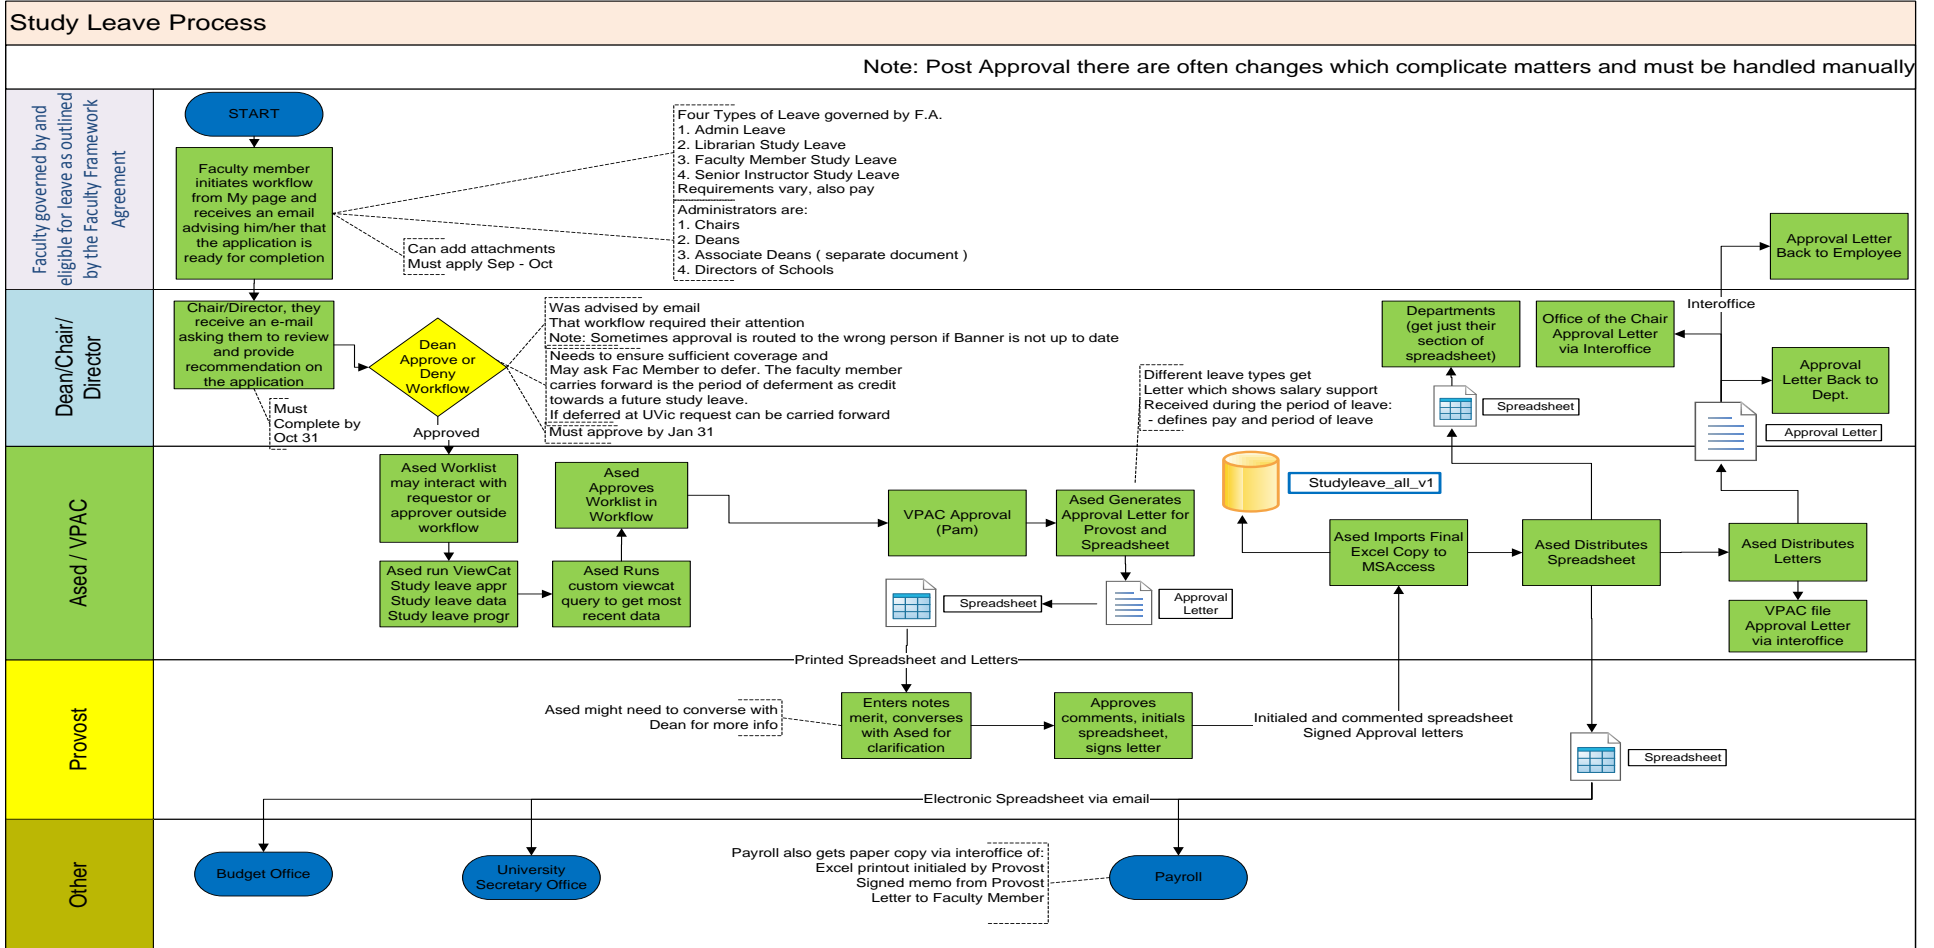 Study Leave Process
Note: Post Approval there are often changes which complicate matters and must be handled manually
Faculty governed by and
eligible for leave as outlined
by the Faculty Framework
Agreement
START
Faculty member
initiates workflow
from My page and
receives an email
advising him/her that
the application is
ready for completion
Can add attachments
Must apply Sep - Oct
Four Types of Leave governed by F.A.
1. Admin Leave
2. Librarian Study Leave
3. Faculty Member Study Leave
4. Senior Instructor Study Leave
Requirements vary, also pay
Administrators are:
1. Chairs
2. Deans
3. Associate Deans ( separate document )
4. Directors of Schools
Approval Letter
Back to Employee
Interoffice
Dean/Chair/
Director
Chair/Director, they
receive an e-mail
asking them to review
and provide
recommendation on
the application
Must
Complete by
Oct 31
Dean
Approve or
Deny
Workflow
Approved
Was advised by email
That workflow required their attention
Note: Sometimes approval is routed to the wrong person if Banner is not up to date
Needs to ensure sufficient coverage and
May ask Fac Member to defer. The faculty member
carries forward is the period of deferment as credit
towards a future study leave.
If deferred at UVic request can be carried forward
Must approve by Jan 31
Different leave types get
Letter which shows salary support
Received during the period of leave:
- defines pay and period of leave
Departments
(get just their
section of
spreadsheet)
Spreadsheet
Office of the Chair
Approval Letter
via Interoffice
Approval
Letter Back to
Dept.
Approval Letter
Ased / VPAC
Ased Worklist
may interact with
requestor or
approver outside
workflow
Ased run ViewCat
Study leave appr
Study leave data
Study leave progr
Ased
Approves
Worklist in
Workflow
Ased Runs
custom viewcat
query to get most
recent data
VPAC Approval
(Pam)
Ased Generates
Approval Letter for
Provost and
Spreadsheet
Spreadsheet
Approval
Letter
Studyleave_all_v1
Ased Imports Final
Excel Copy to
MSAccess
Ased Distributes
Spreadsheet
Ased Distributes
Letters
VPAC file
Approval Letter
via interoffice
Printed Spreadsheet and Letters
Provost
Ased might need to converse with
Dean for more info
Enters notes
merit, converses
with Ased for
clarification
Approves
comments, initials
spreadsheet,
signs letter
Initialed and commented spreadsheet
Signed Approval letters
Spreadsheet
Electronic Spreadsheet via email
Other
Budget Office
University
Secretary Office
Payroll also gets paper copy via interoffice of:
Excel printout initialed by Provost
Signed memo from Provost
Letter to Faculty Member
Payroll